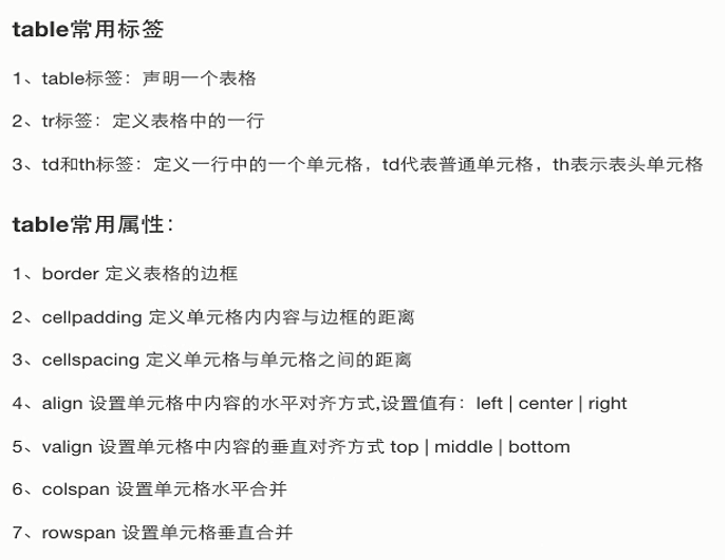 table常用标签
1、table标签：声明一个表格
2、tr标签：定义表格中的一行
3、td和th标签：定义一行中的一个单元格，td代表普通单元格，th表示表头单元格
table常用属性：
1、border 定义表格的边框
2、cellpadding 定义单元格内内容与边框的距离
3、cellspacing 定义单元格与单元格之间的距离
4、align 设置单元格中内容的水平对齐方式,设置值有：left | center | right
5、valign 设置单元格中内容的垂直对齐方式 top | middle | bottom
6、colspan 设置单元格水平合并
7、rowspan 设置单元格垂直合并